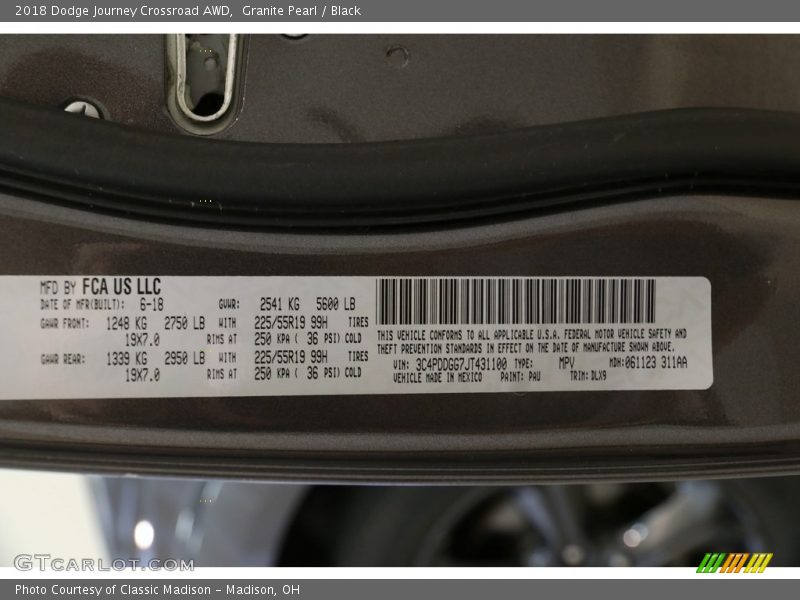 2018 Dodge Journey Crossroad AWD, Granite Pearl / Black
MFD BY FCA US LLC
DATE OF MFR(BUILT): 6-18 GVWR: 2541 KG 5600 LB
GAWR FRONT: 1248 KG 2750 LB WITH 225/55R19 99H TIRES
19X7.0 RIMS AT 250 KPA ( 36 PSI) COLD
GAWR REAR: 1339 KG 2950 LB WITH 225/55R19 99H TIRES
19X7.0 RIMS AT 250 KPA ( 36 PSI) COLD
THIS VEHICLE CONFORMS TO ALL APPLICABLE U.S.A. FEDERAL MOTOR VEHICLE SAFETY AND
THEFT PREVENTION STANDARDS IN EFFECT ON THE DATE OF MANUFACTURE SHOWN ABOVE.
VIN: 3C4PDDGG7JT431100 TYPE: MPV MDH:061123 311AA
VEHICLE MADE IN MEXICO PAINT: PAU TRIM:DLX9
GTCARLOT.COM
Photo Courtesy of Classic Madison – Madison, OH